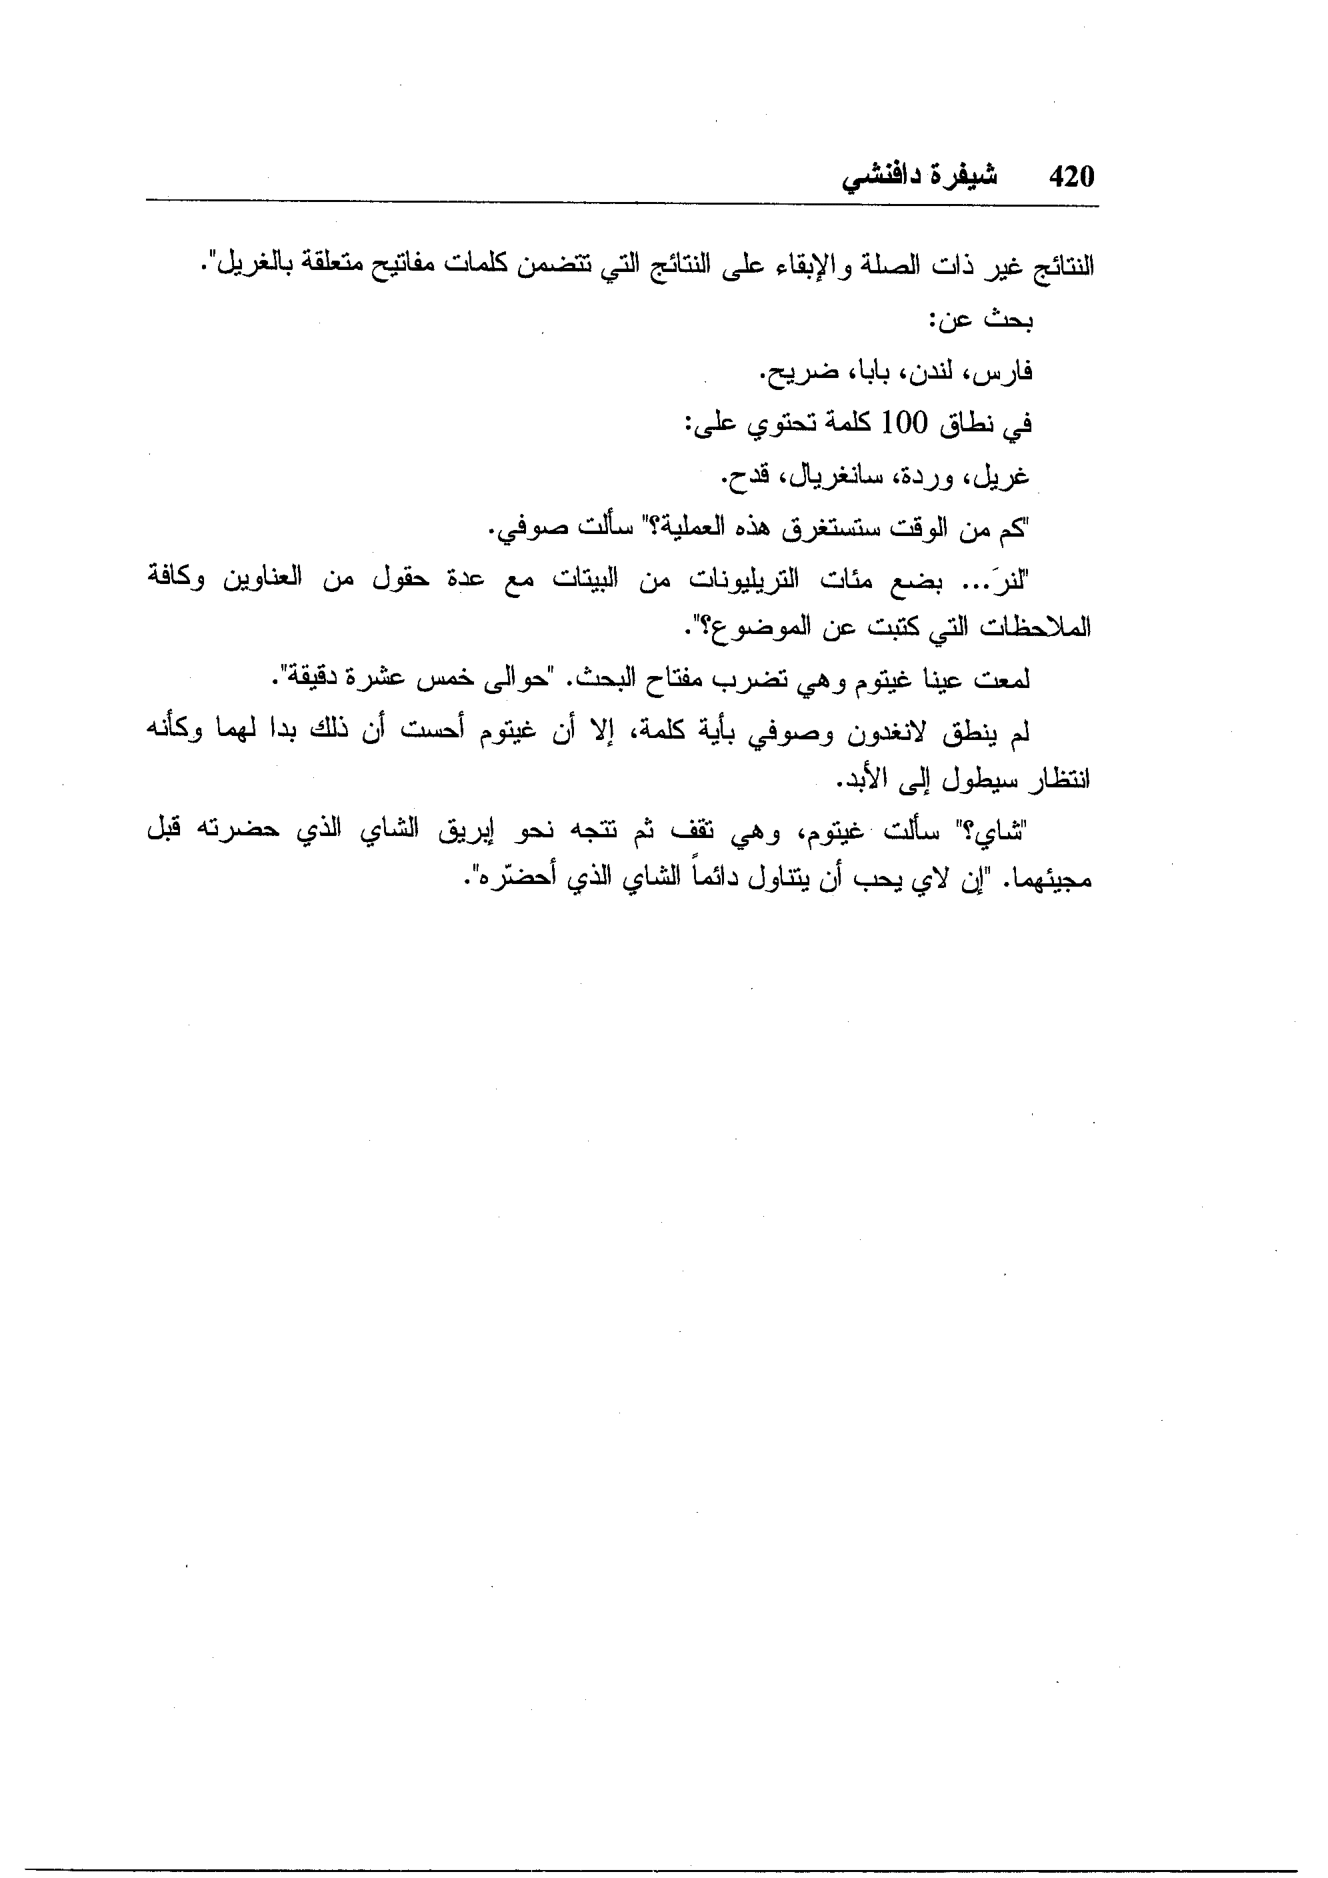 420 شيفرة دافنشي
النتائج غير ذات الصلة والإبقاء على النتائج التي تتضمن كلمات مفاتيح متعلقة بالغريل".
بحث عن:
فارس، لندن، بابا، ضريح.
في نطاق 100 كلمة تحتوي على:
غريل، وردة، سانغريال، قدح.
"كم من الوقت ستستغرق هذه العملية؟" سألت صوفي.
"لنرَ... بضع مئات التريليونات من البيتات مع عدة حقول من العناوين وكافة
الملاحظات التي كتبت عن الموضوع؟".
لمعت عينا غيتوم وهي تضرب مفتاح البحث. "حوالى خمس عشرة دقيقة".
لم ينطق لانغدون وصوفي بأية كلمة، إلا أن غيتوم أحست أن ذلك بدا لهما وكأنه
انتظار سيطول إلى الأبد.
"شاي؟" سألت غيتوم، وهي تقف ثم تتجه نحو إبريق الشاي الذي حضرته قبل
مجيئهما. "إن لاي يحب أن يتناول دائماً الشاي الذي أحضّره".